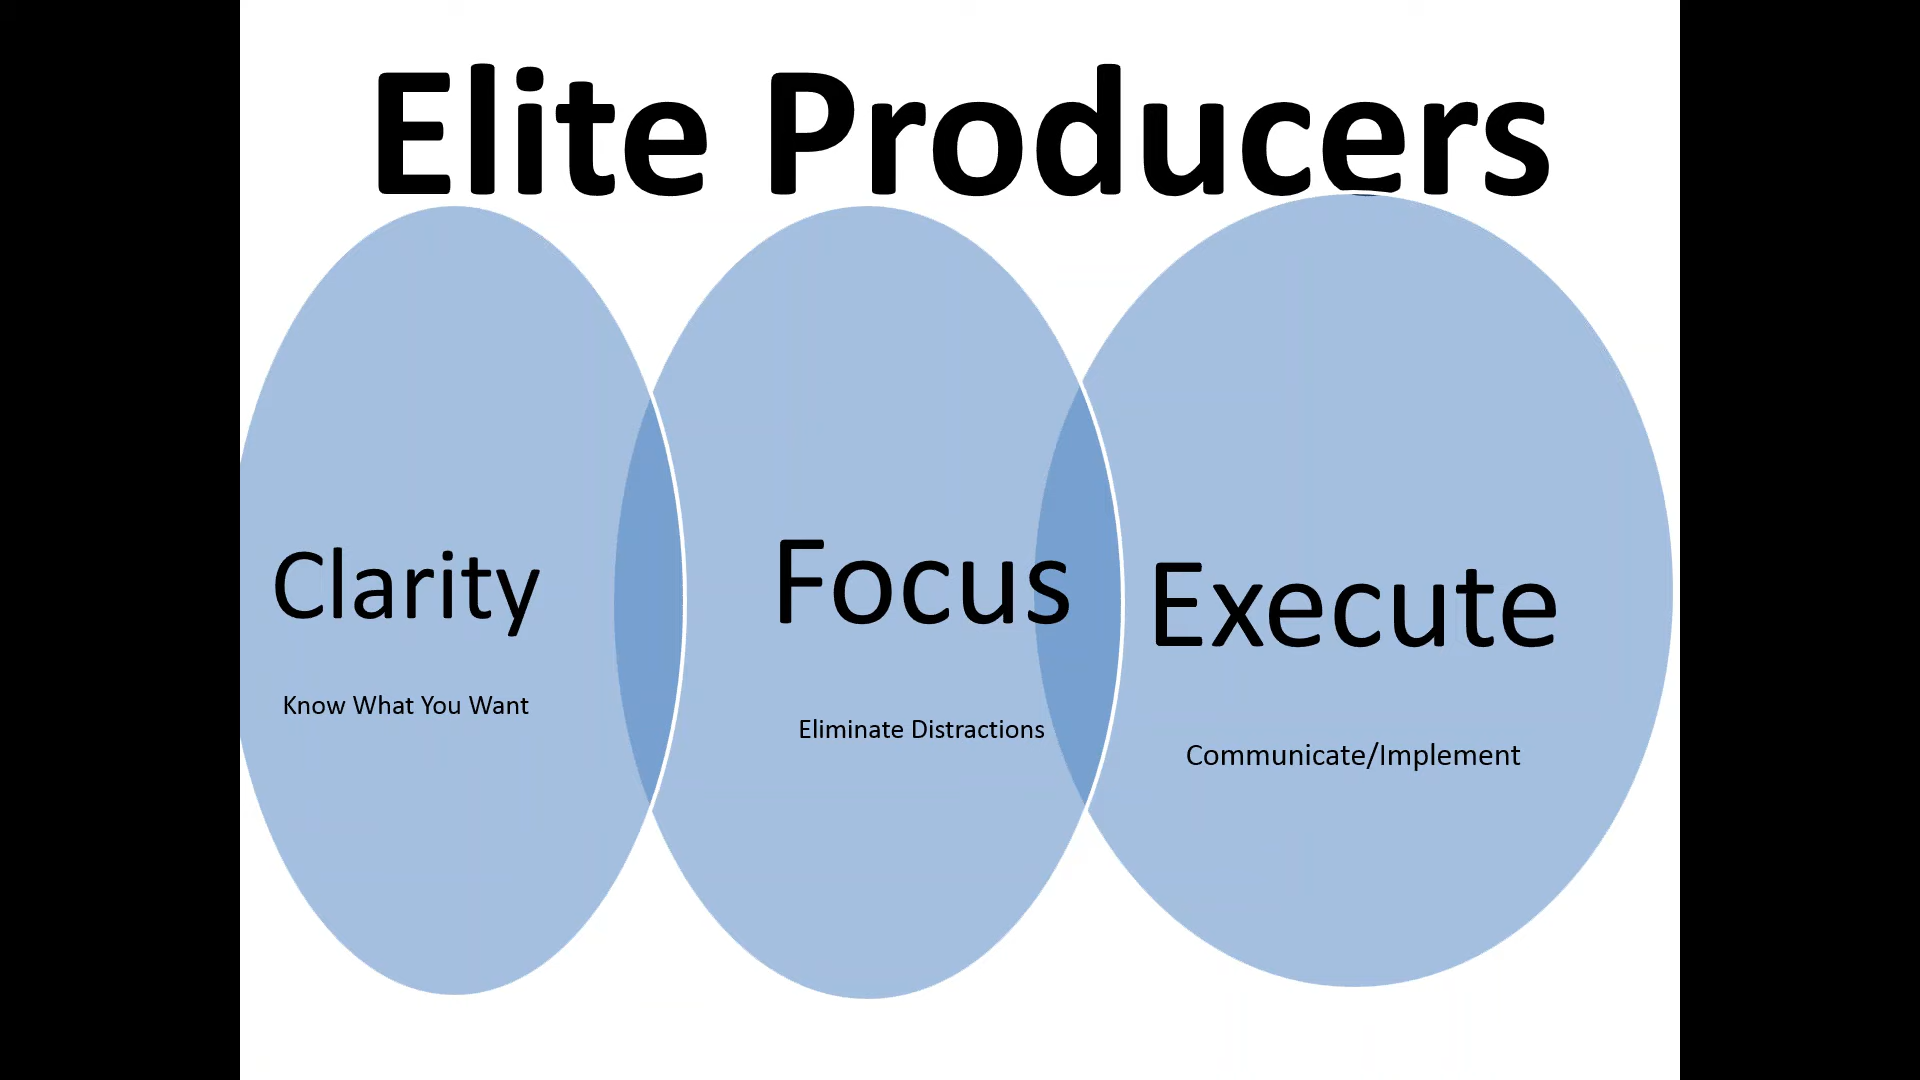 Elite Producers
Clarity
Know What You Want
Focus
Eliminate Distractions
Execute
Communicate/Implement